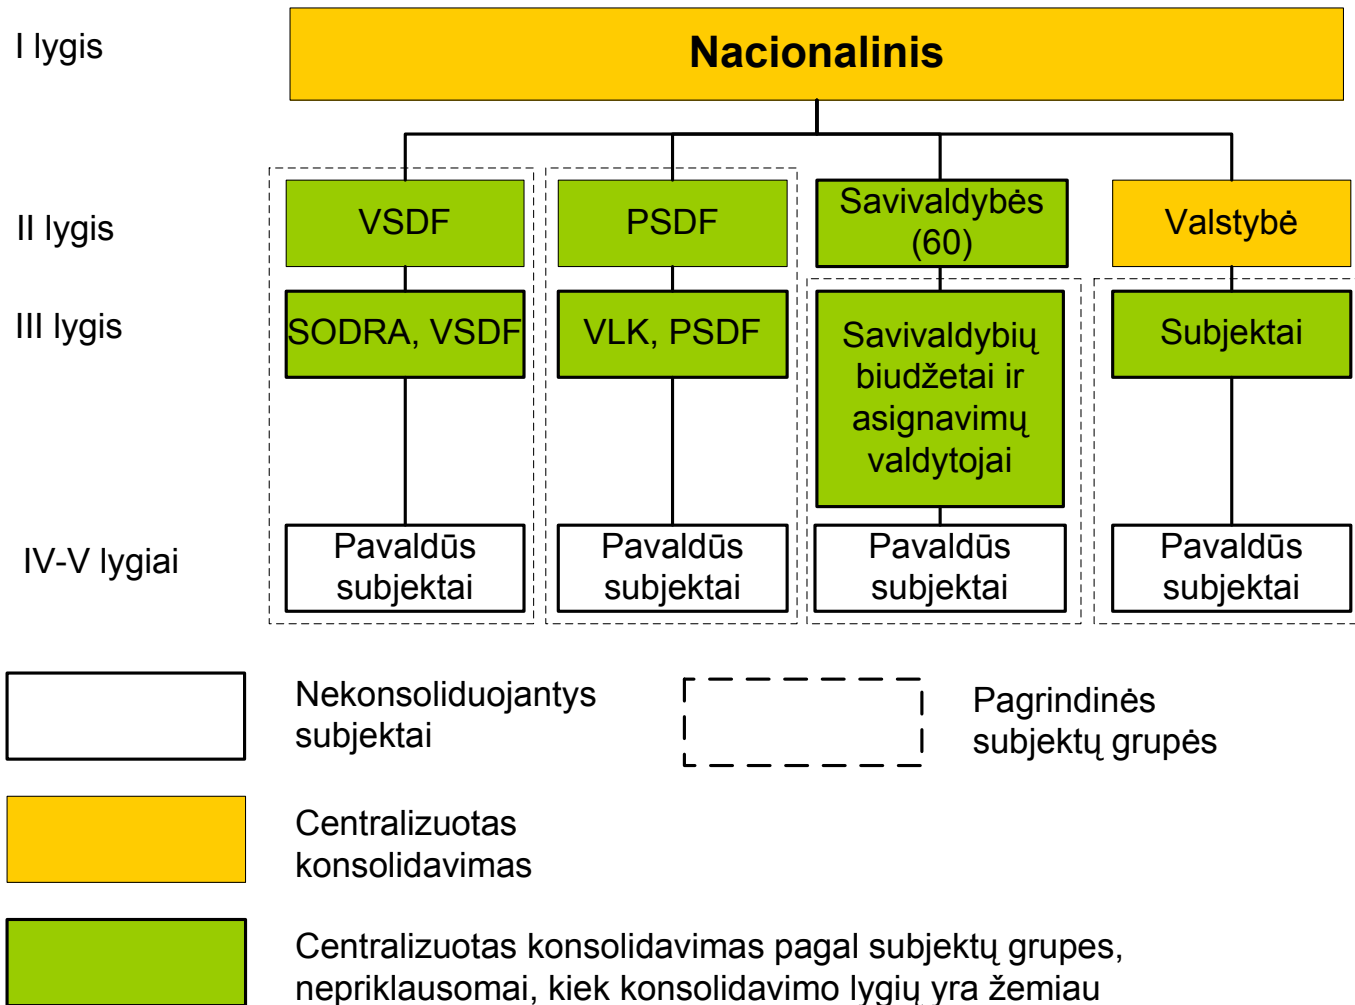 I lygis
Nacionalinis
II lygis
VSDF
PSDF
Savivaldybės
(60)
Valstybė
III lygis
SODRA, VSDF
VLK, PSDF
Savivaldybių
biudžetai ir
asignavimų
valdytojai
Subjektai
IV-V lygiai
Pavaldūs
subjektai
Pavaldūs
subjektai
Pavaldūs
subjektai
Pavaldūs
subjektai
Nekonsoliduojantys
subjektai
Pagrindinės
subjektų grupės
Centralizuotas
konsolidavimas
Centralizuotas konsolidavimas pagal subjektų grupes,
nepriklausomai, kiek konsolidavimo lygių yra žemiau